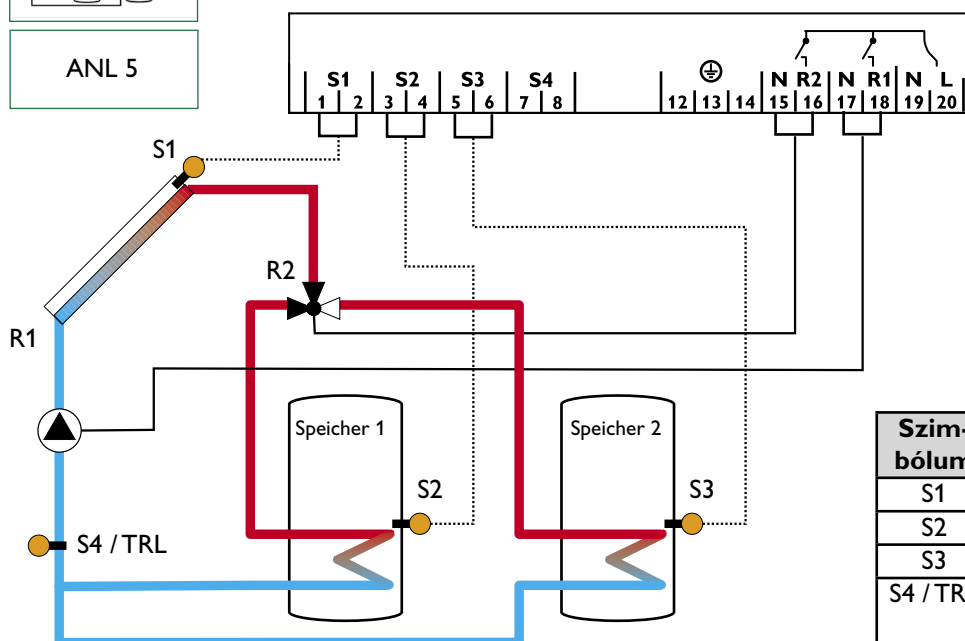 ANL 5
S1 S2 S3 S4 N R2 N R1 N L
1 2 3 4 5 6 7 8 12 13 14 15 16 17 18 19 20
S1
R2
R1
Speicher 1
Speicher 2
S2
S3
S4 / TRL
Szim-
bólum
S1
S2
S3
S4 / TR